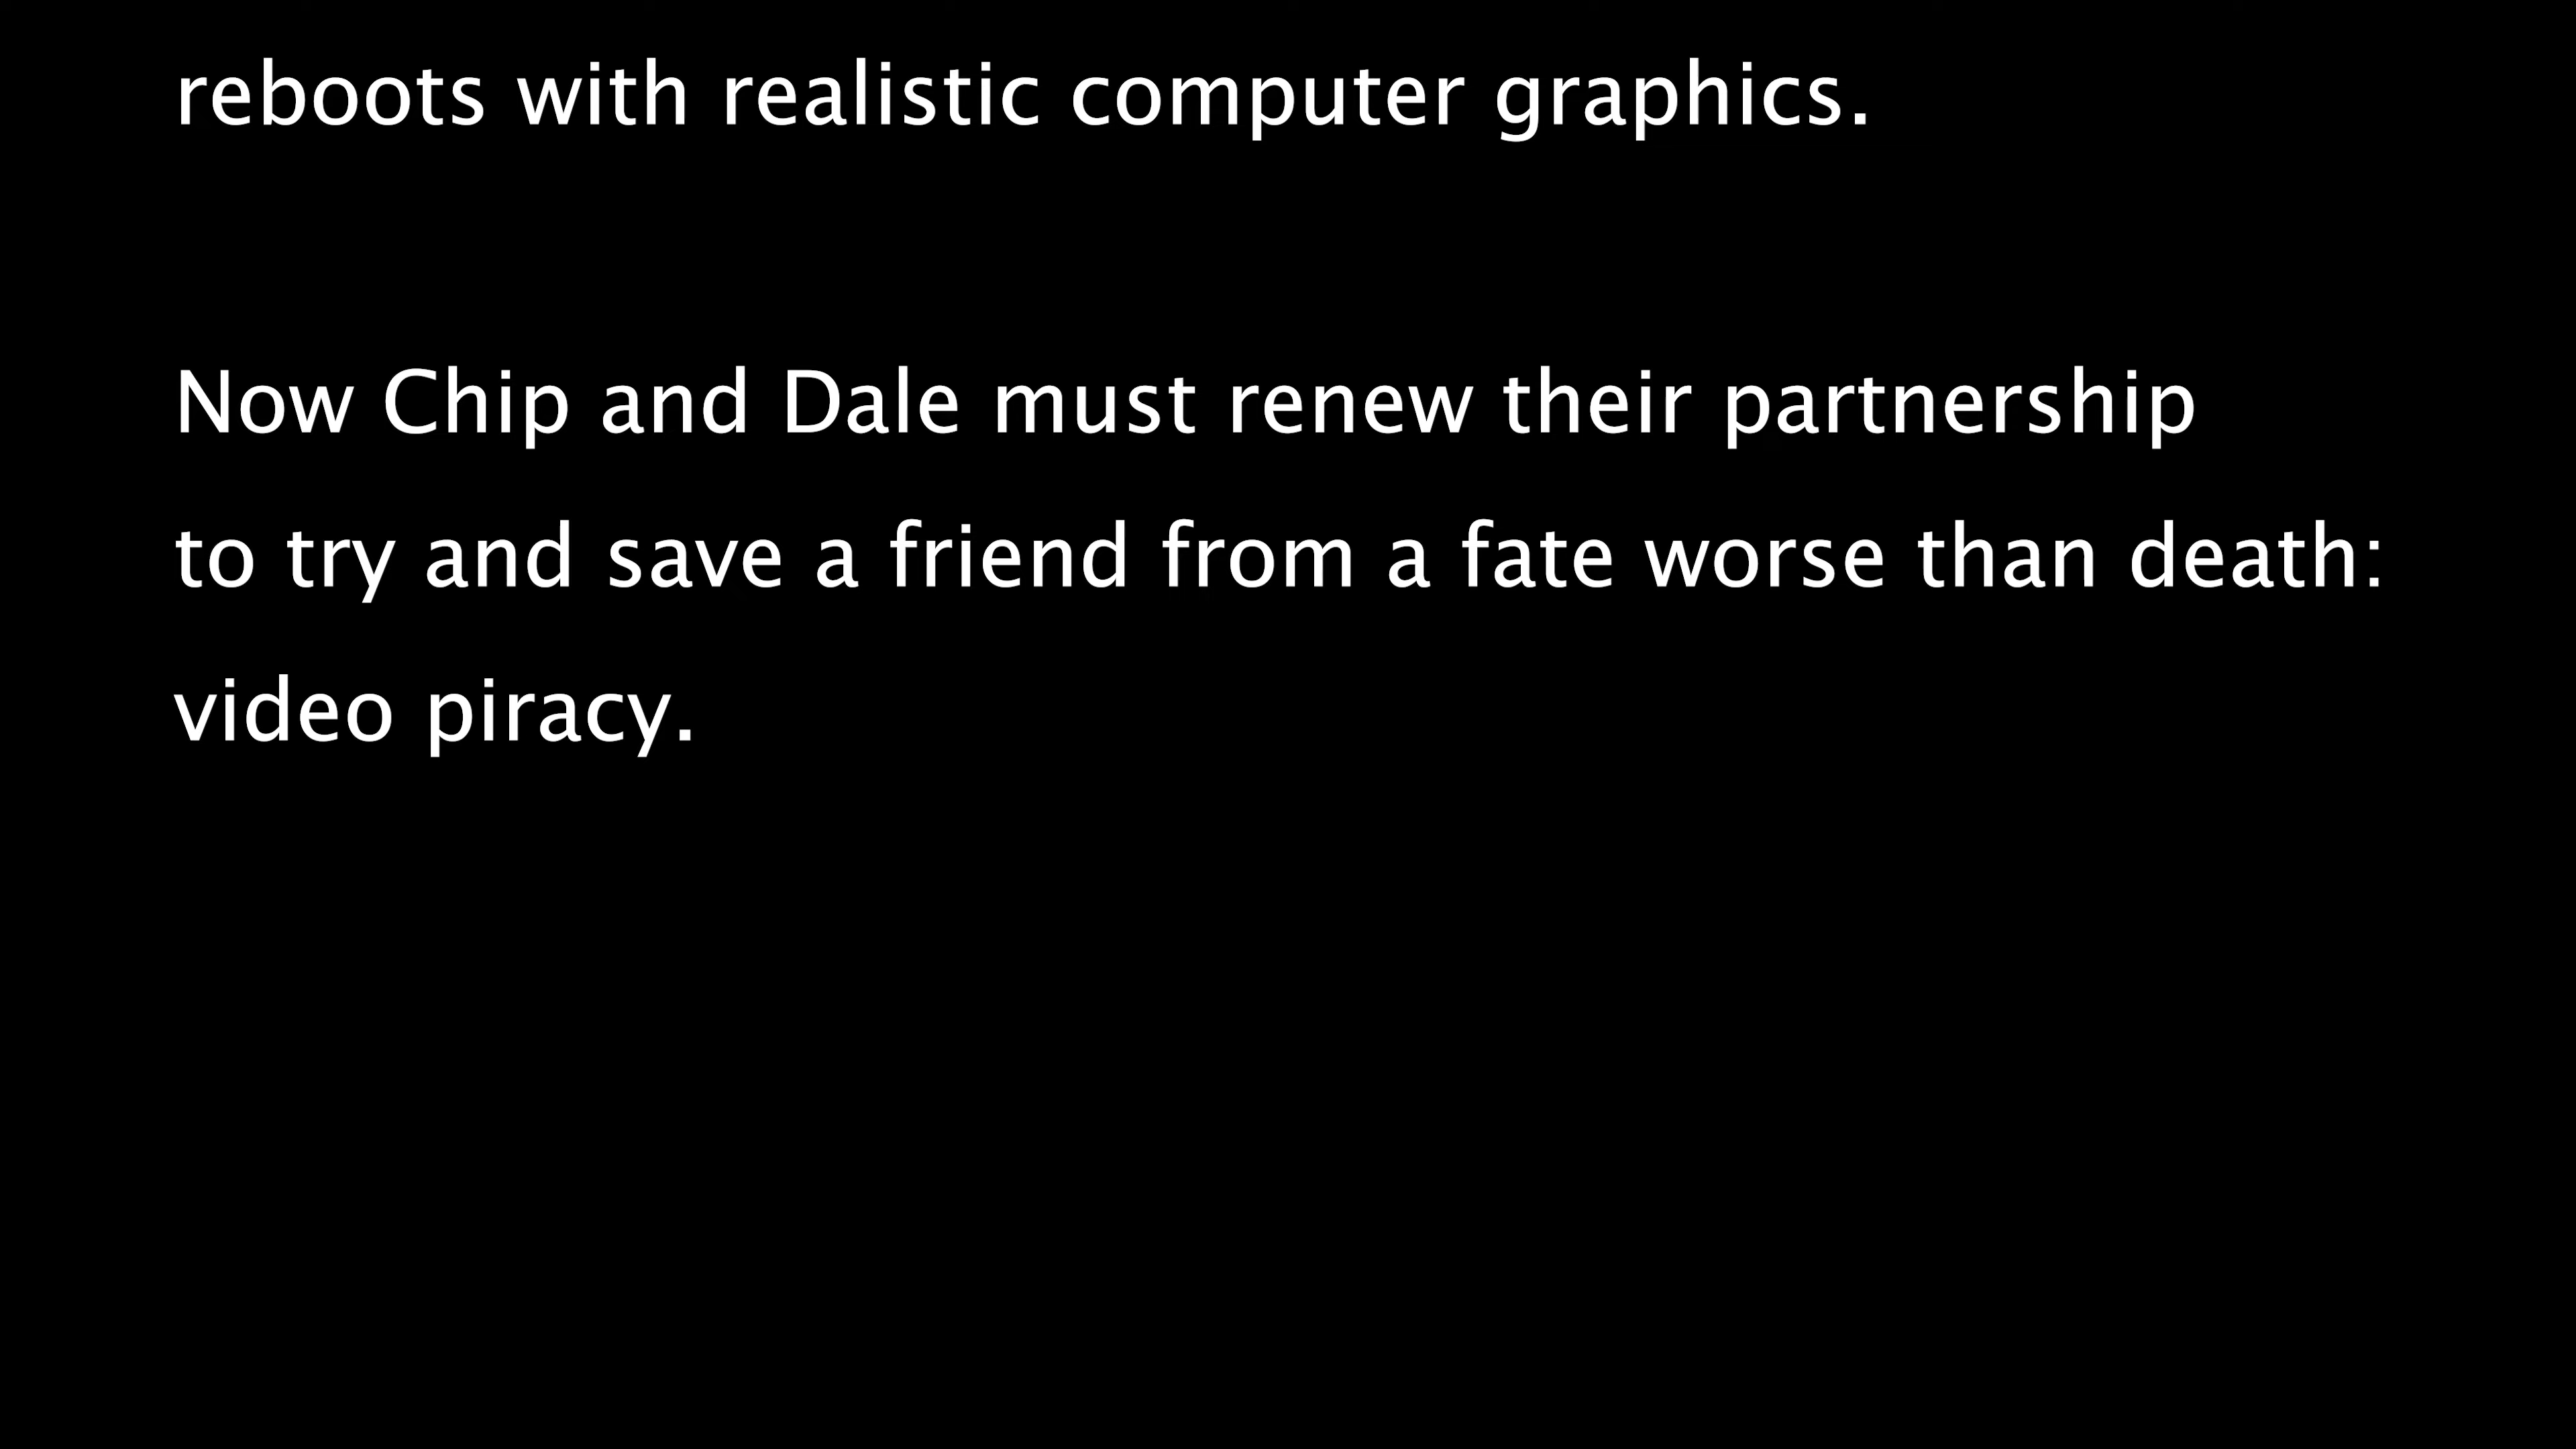 reboots with realistic computer graphics.
Now Chip and Dale must renew their partnership
to try and save a friend from a fate worse than death:
video piracy.